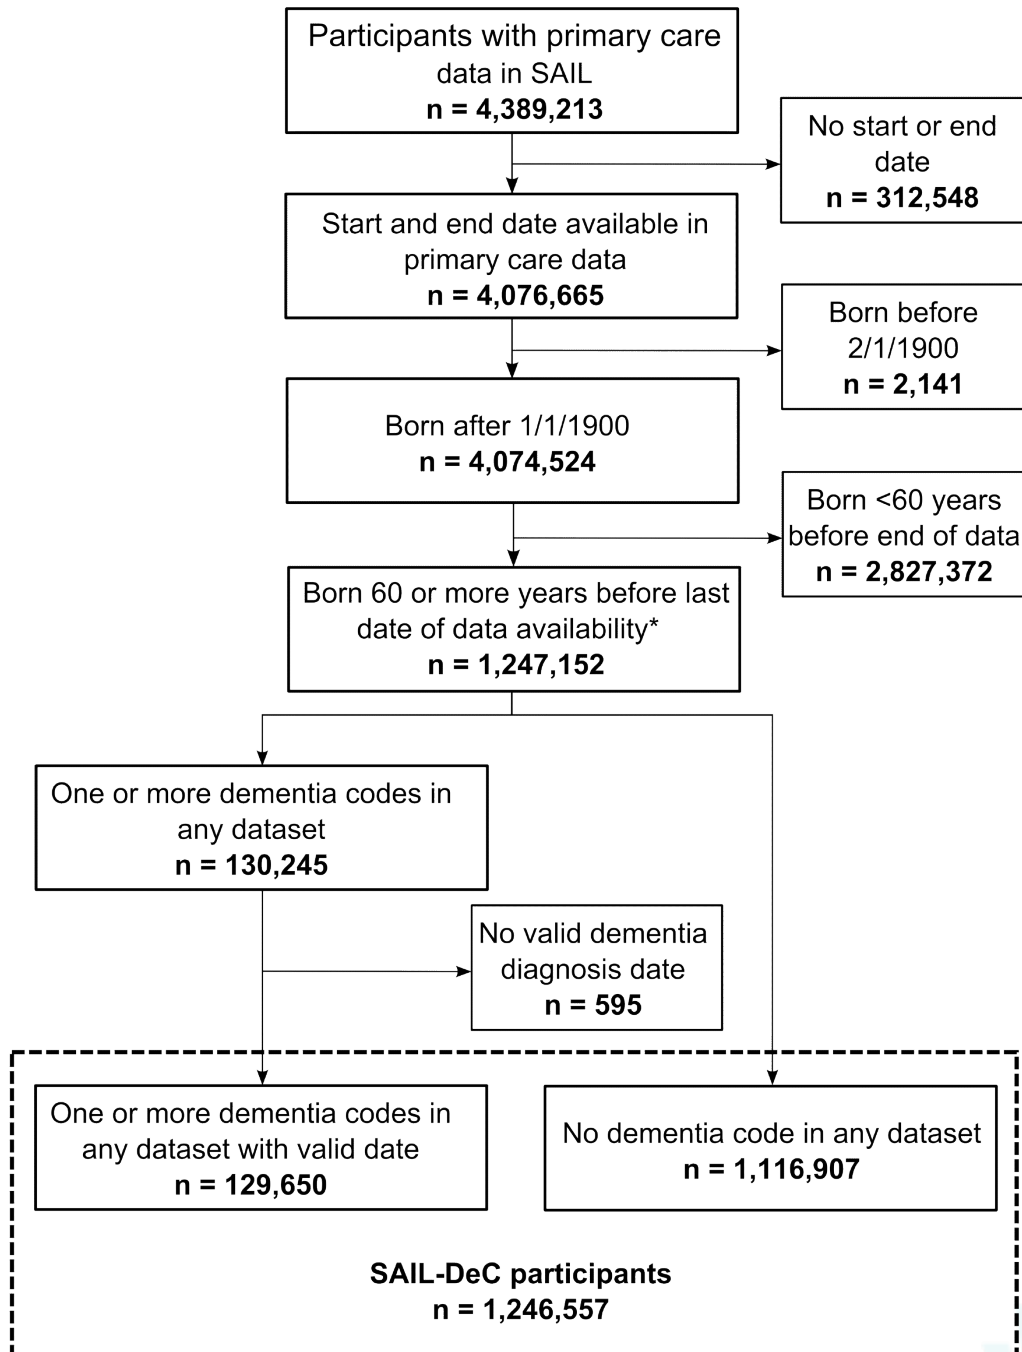 Participants with primary care
data in SAIL
n = 4,389,213
No start or end
date
n = 312,548
Start and end date available in
primary care data
n = 4,076,665
Born before
2/1/1900
n = 2,141
Born after 1/1/1900
n = 4,074,524
Born <60 years
before end of data
n = 2,827,372
Born 60 or more years before last
date of data availability*
n = 1,247,152
One or more dementia codes in
any dataset
n = 130,245
No valid dementia
diagnosis date
n = 595
One or more dementia codes in
any dataset with valid date
n = 129,650
No dementia code in any dataset
n = 1,116,907
SAIL-DeC participants
n = 1,246,557